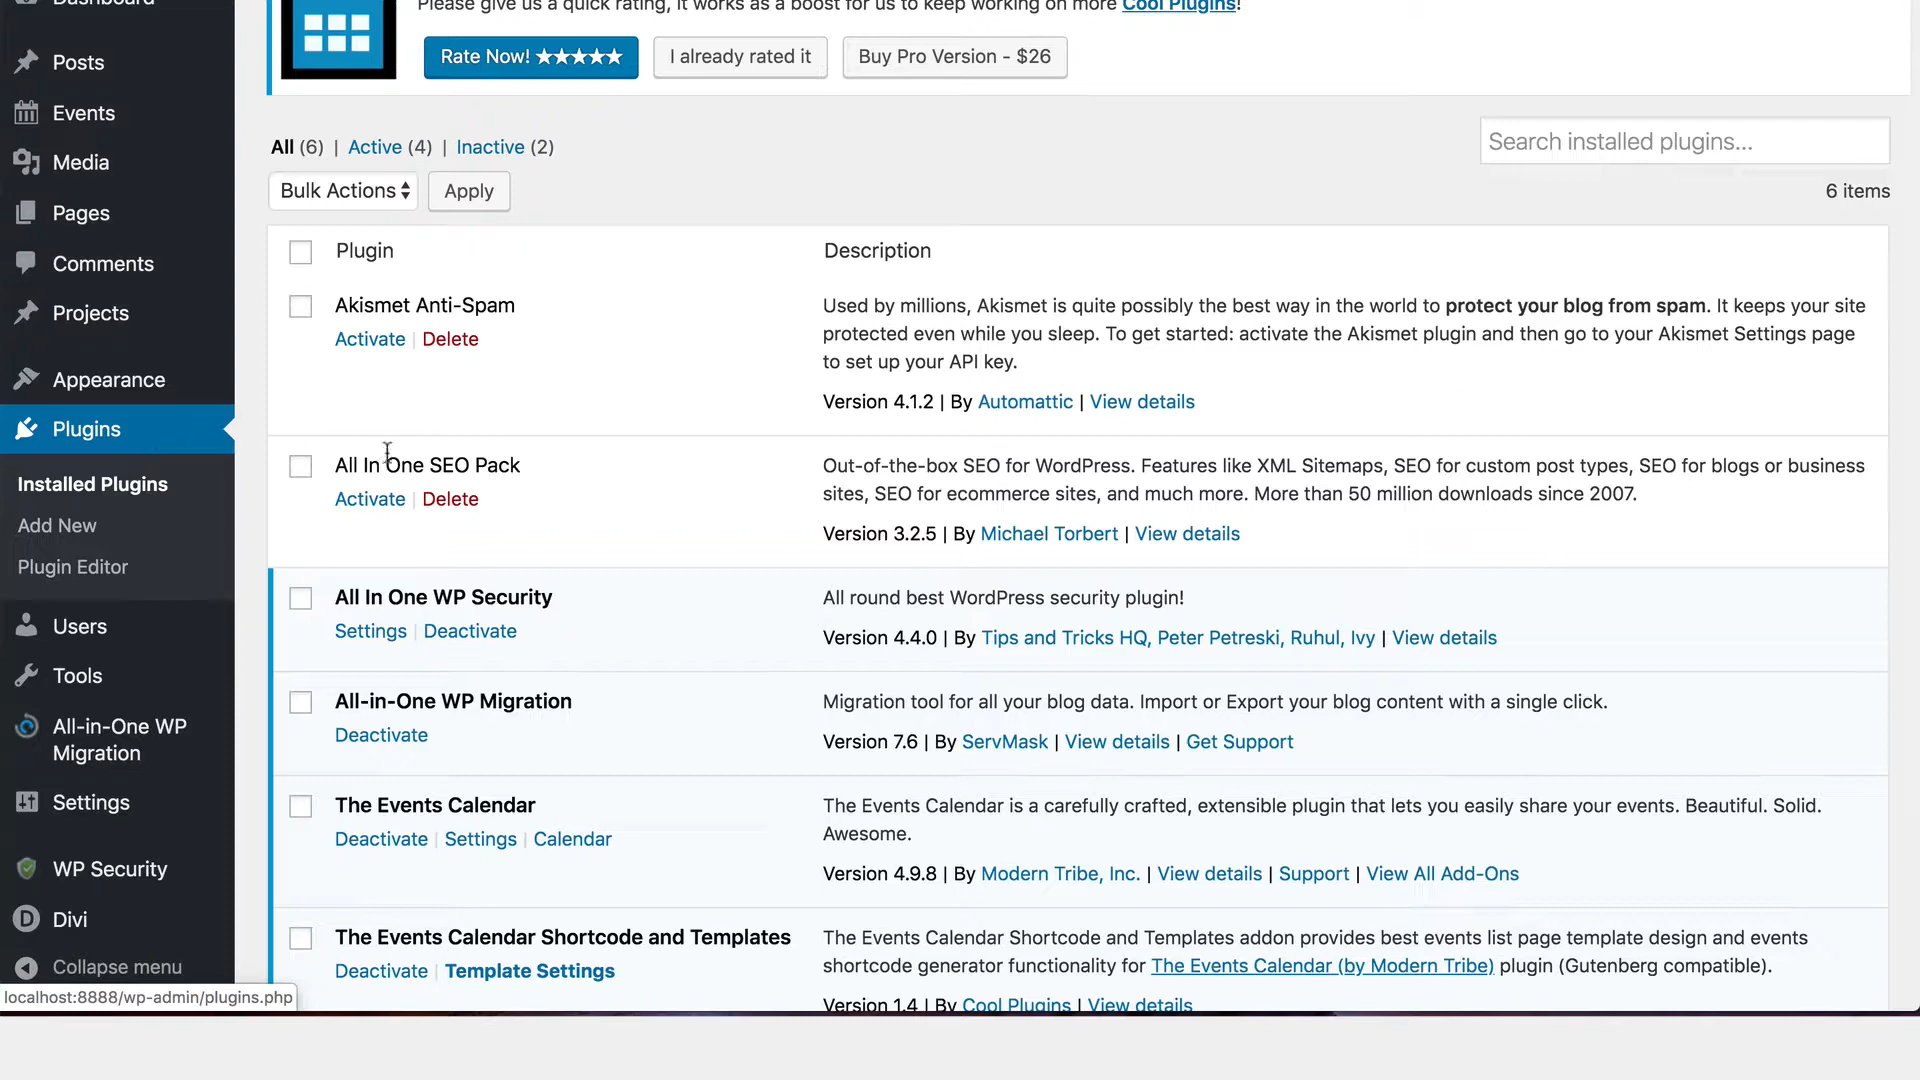 Dashboard
Please give us a quick rating, it works as a boost for us to keep working on more Cool Plugins!
Rate Now! ★★★★★
I already rated it
Buy Pro Version - $26
Posts
Events
Media
Pages
Comments
Projects
Appearance
Plugins
Installed Plugins
Add New
Plugin Editor
Users
Tools
All-in-One WP
Migration
Settings
WP Security
Divi
Collapse menu
localhost:8888/wp-admin/plugins.php
All (6) | Active (4) | Inactive (2)
Search installed plugins...
Bulk Actions
Apply
6 items
Plugin
Description
Akismet Anti-Spam
Activate | Delete
Used by millions, Akismet is quite possibly the best way in the world to protect your blog from spam. It keeps your site
protected even while you sleep. To get started: activate the Akismet plugin and then go to your Akismet Settings page
to set up your API key.
Version 4.1.2 | By Automattic | View details
All In One SEO Pack
Activate | Delete
Out-of-the-box SEO for WordPress. Features like XML Sitemaps, SEO for custom post types, SEO for blogs or business
sites, SEO for ecommerce sites, and much more. More than 50 million downloads since 2007.
Version 3.2.5 | By Michael Torbert | View details
All In One WP Security
Settings | Deactivate
All round best WordPress security plugin!
Version 4.4.0 | By Tips and Tricks HQ, Peter Petreski, Ruhul, Ivy | View details
All-in-One WP Migration
Deactivate
Migration tool for all your blog data. Import or Export your blog content with a single click.
Version 7.6 | By ServMask | View details | Get Support
The Events Calendar
Deactivate | Settings | Calendar
The Events Calendar is a carefully crafted, extensible plugin that lets you easily share your events. Beautiful. Solid.
Awesome.
Version 4.9.8 | By Modern Tribe, Inc. | View details | Support | View All Add-Ons
The Events Calendar Shortcode and Templates
Deactivate | Template Settings
The Events Calendar Shortcode and Templates addon provides best events list page template design and events
shortcode generator functionality for The Events Calendar (by Modern Tribe) plugin (Gutenberg compatible).
Version 1.4 | By Cool Plugins | View details